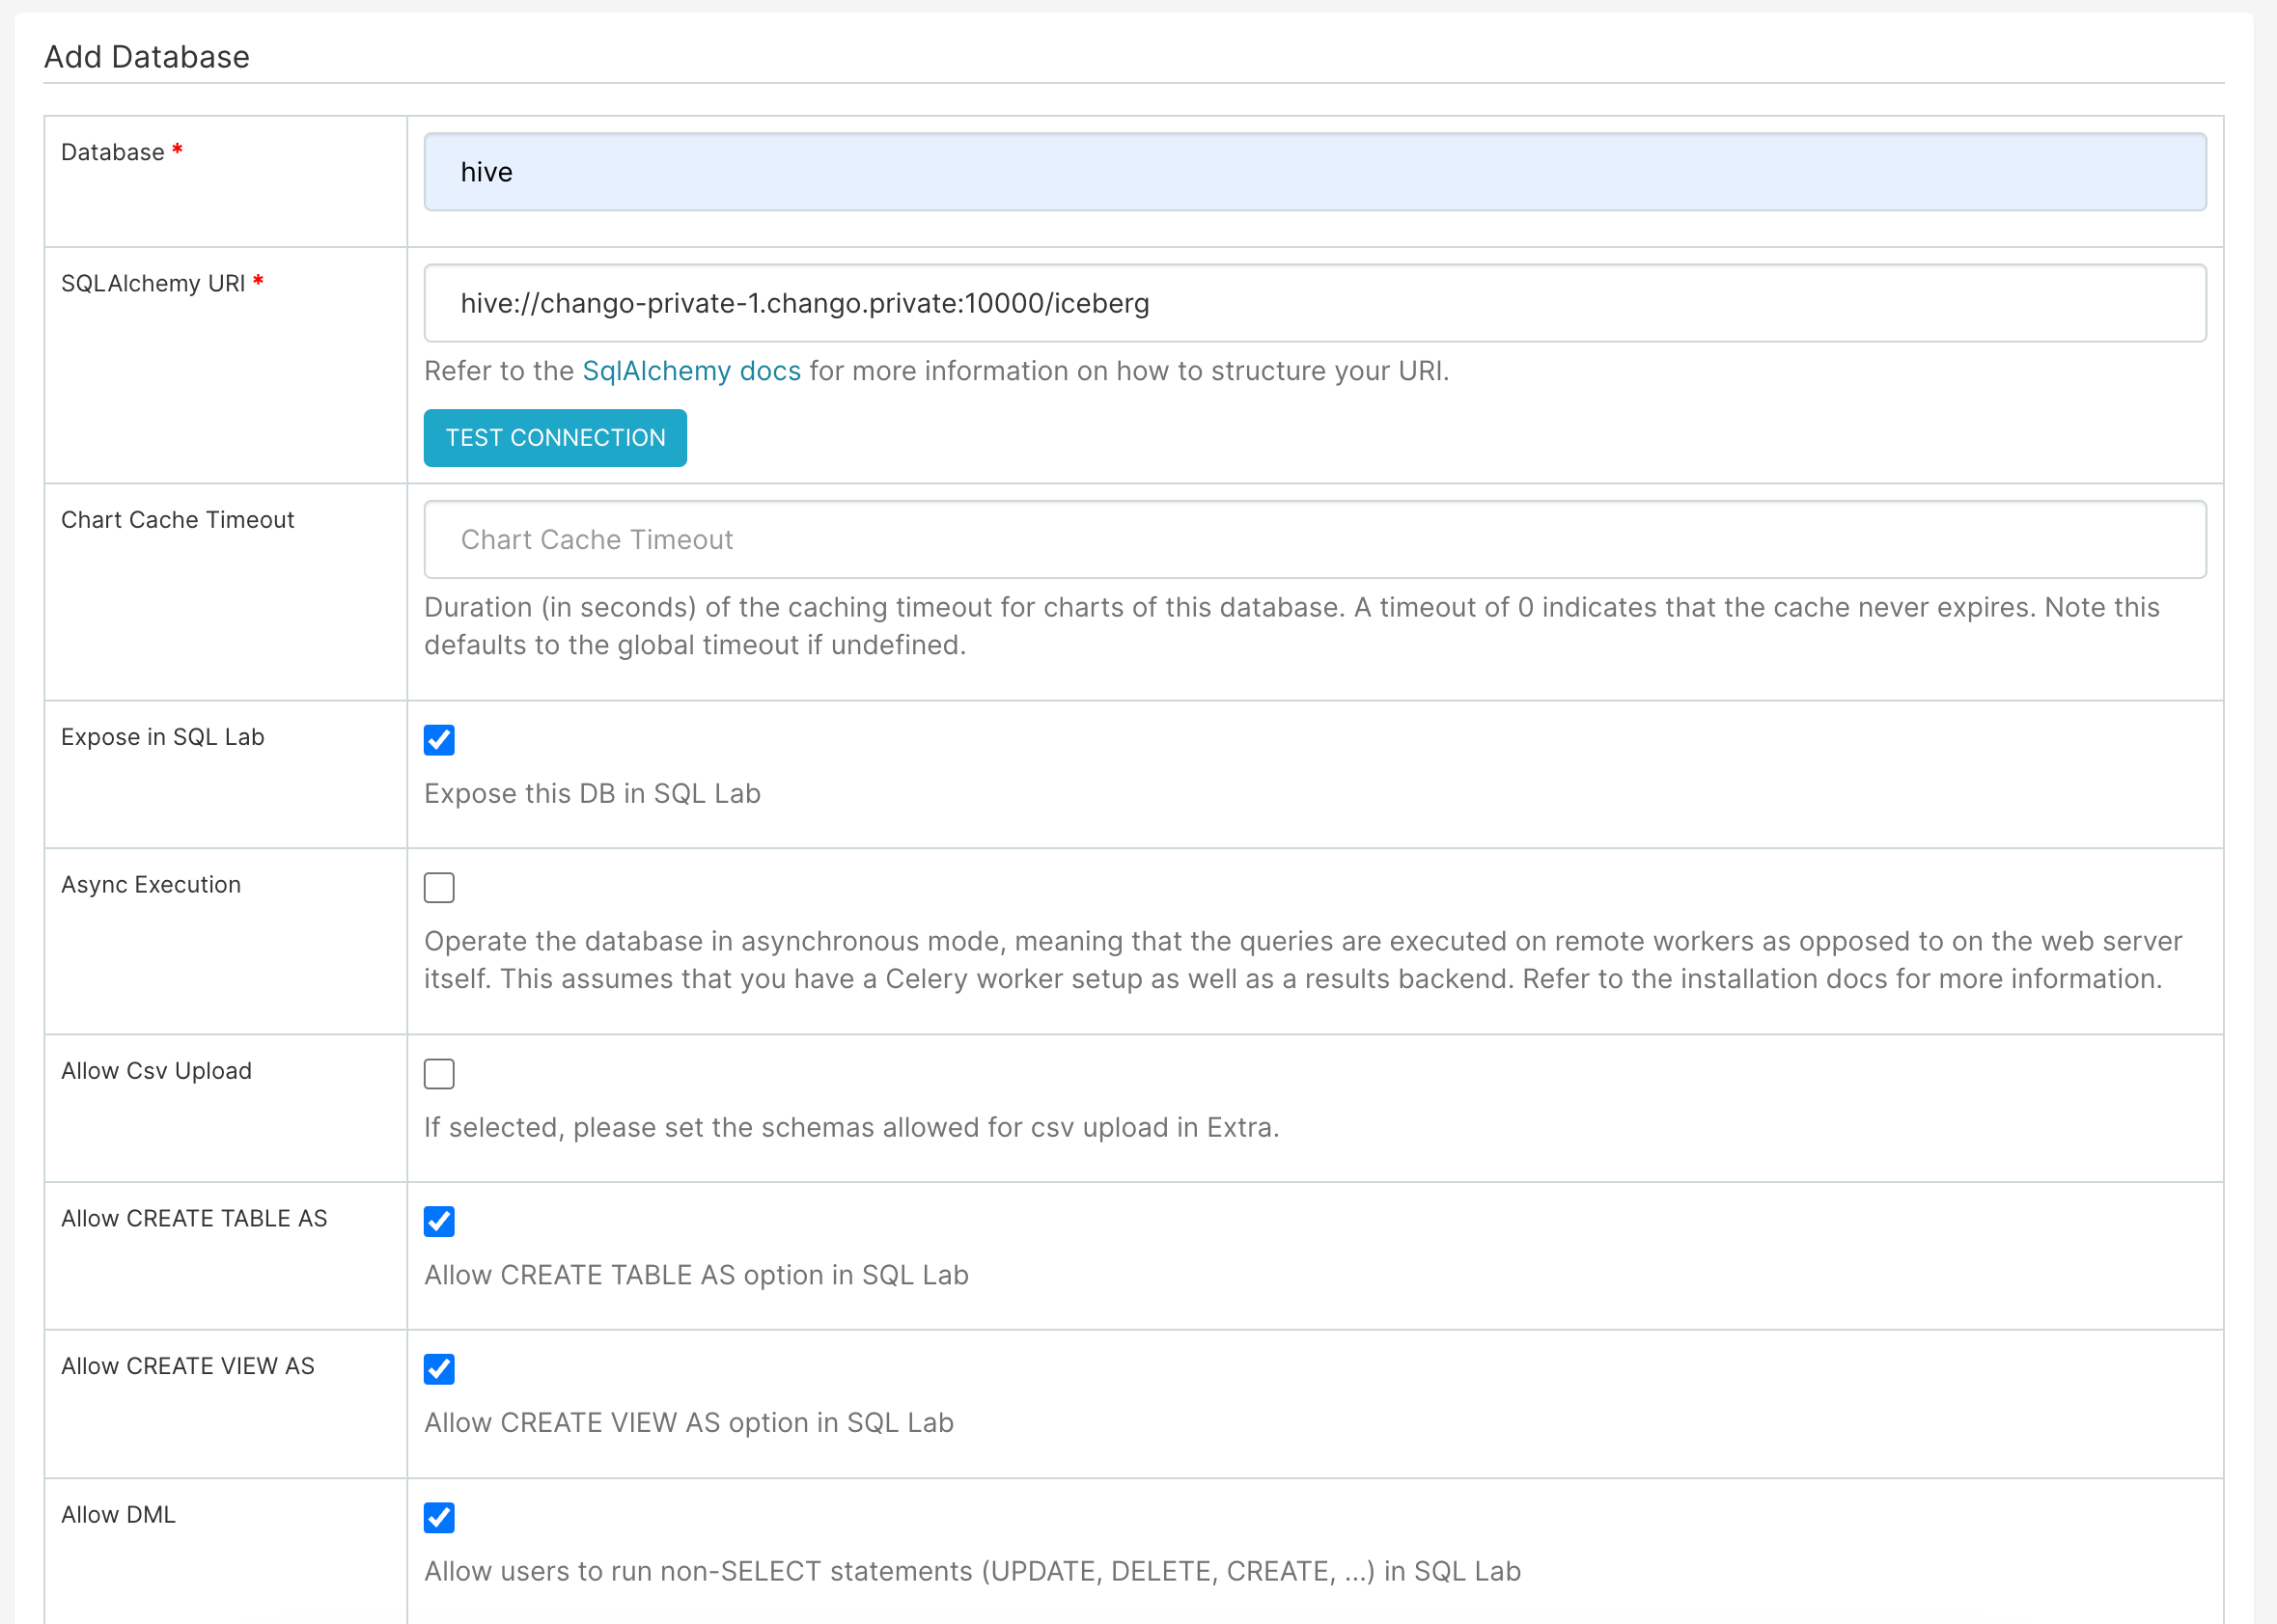 Add Database
Database *
hive
SQLAlchemy URI *
hive://chango-private-1.chango.private:10000/iceberg
Refer to the SqlAlchemy docs for more information on how to structure your URI.
TEST CONNECTION
Chart Cache Timeout
Chart Cache Timeout
Duration (in seconds) of the caching timeout for charts of this database. A timeout of 0 indicates that the cache never expires. Note this
defaults to the global timeout if undefined.
Expose in SQL Lab
Expose this DB in SQL Lab
Async Execution
Operate the database in asynchronous mode, meaning that the queries are executed on remote workers as opposed to on the web server
itself. This assumes that you have a Celery worker setup as well as a results backend. Refer to the installation docs for more information.
Allow Csv Upload
If selected, please set the schemas allowed for csv upload in Extra.
Allow CREATE TABLE AS
Allow CREATE TABLE AS option in SQL Lab
Allow CREATE VIEW AS
Allow CREATE VIEW AS option in SQL Lab
Allow DML
Allow users to run non-SELECT statements (UPDATE, DELETE, CREATE, ...) in SQL Lab